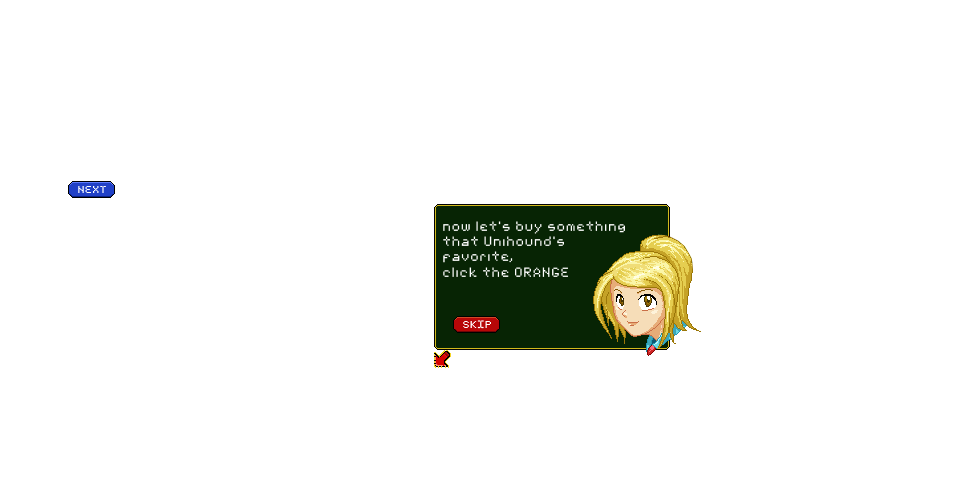 NEXT
now let's buy something
that Unihound's
favorite,
click the ORANGE
SKIP